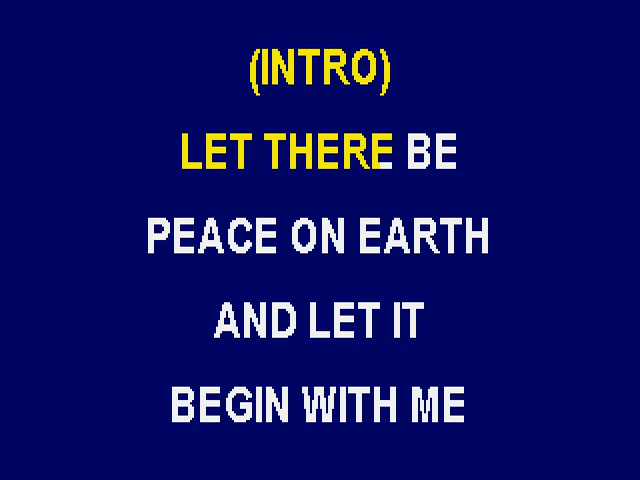 (INTRO)
LET THERE BE
PEACE ON EARTH
AND LET IT
BEGIN WITH ME